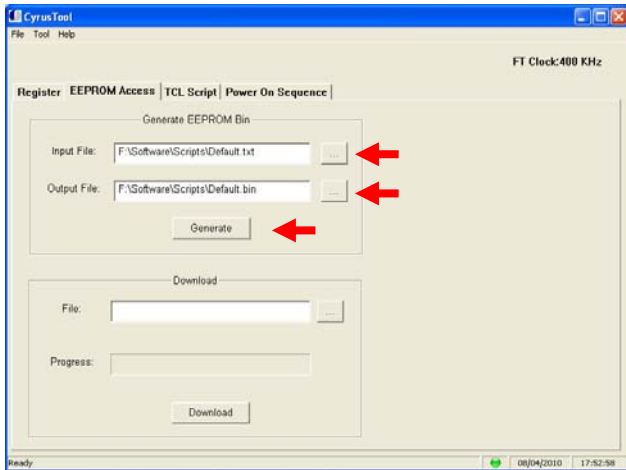 CyrusTool
File Tool Help
FT Clock:400 KHz
Register EEPROM Access TCL Script Power On Sequence
Generate EEPROM Bin
Input File: F:\Software\Scripts\Default.txt ...
Output File: F:\Software\Scripts\Default.bin ...
Generate
Download
File: ...
Progress:
Download
Ready 08/04/2010 17:52:58